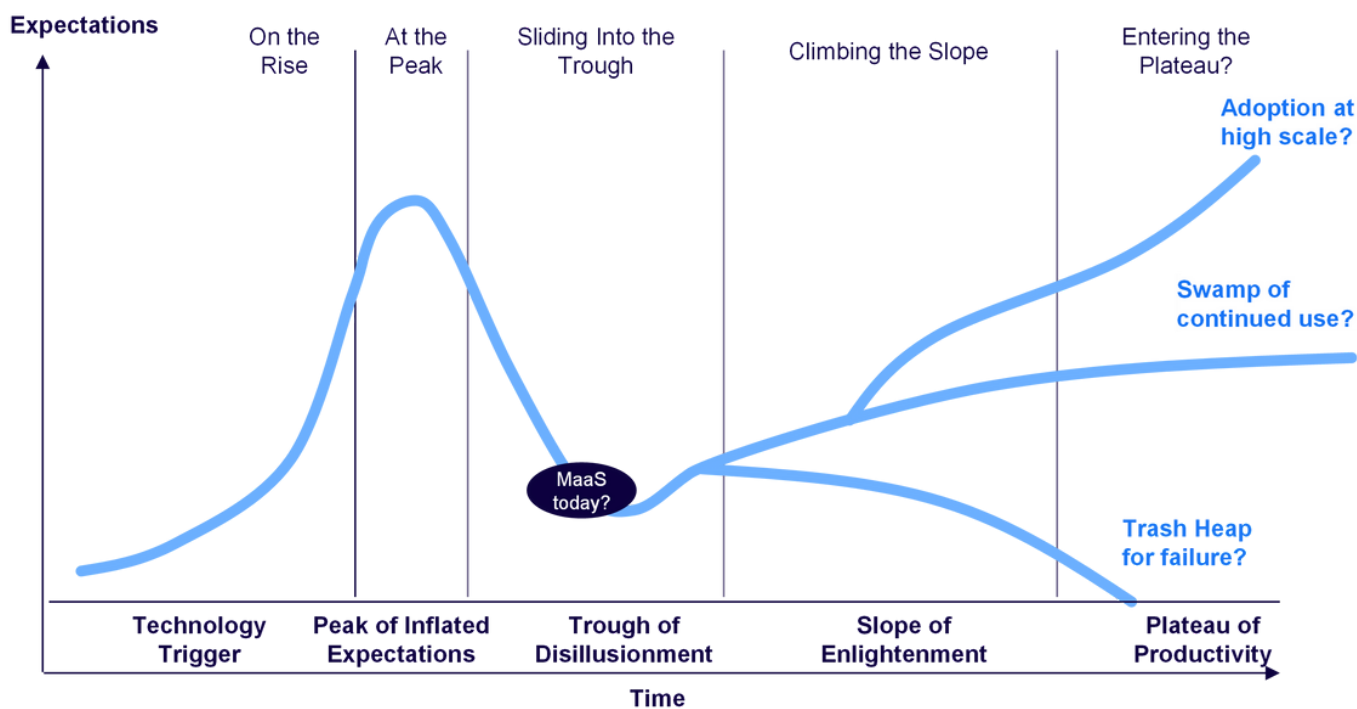 Expectations
On the
Rise
At the
Peak
Sliding Into the
Trough
Climbing the Slope
Entering the
Plateau?
Adoption at
high scale?
Swamp of
continued use?
MaaS
today?
Trash Heap
for failure?
Technology
Trigger
Peak of Inflated
Expectations
Trough of
Disillusionment
Slope of
Enlightenment
Plateau of
Productivity
Time